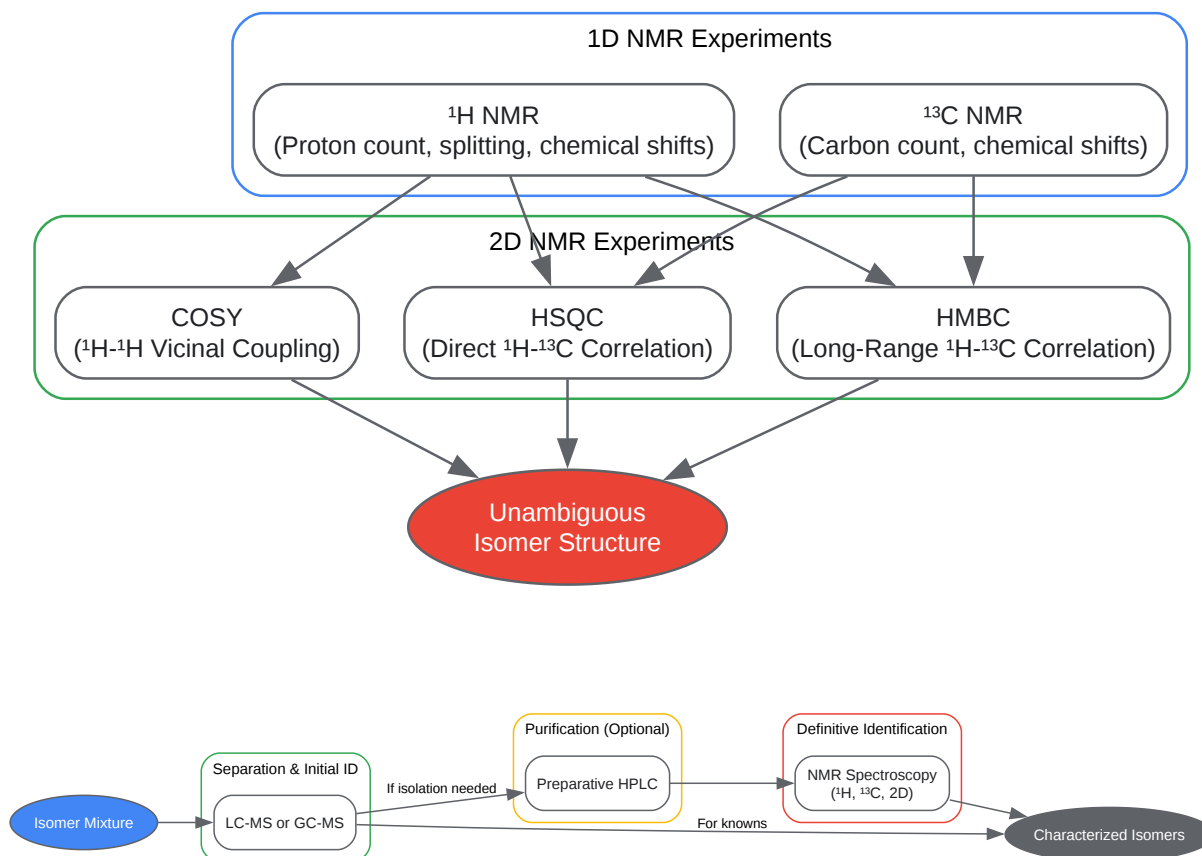 1D NMR Experiments
¹H NMR
(Proton count, splitting, chemical shifts)
¹³C NMR
(Carbon count, chemical shifts)
2D NMR Experiments
COSY
(¹H-¹H Vicinal Coupling)
HSQC
(Direct ¹H-¹³C Correlation)
HMBC
(Long-Range ¹H-¹³C Correlation)
Unambiguous
Isomer Structure
Isomer Mixture
Separation & Initial ID
LC-MS or GC-MS
If isolation needed
Purification (Optional)
Preparative HPLC
For knowns
Definitive Identification
NMR Spectroscopy
(¹H, ¹³C, 2D)
Characterized Isomers